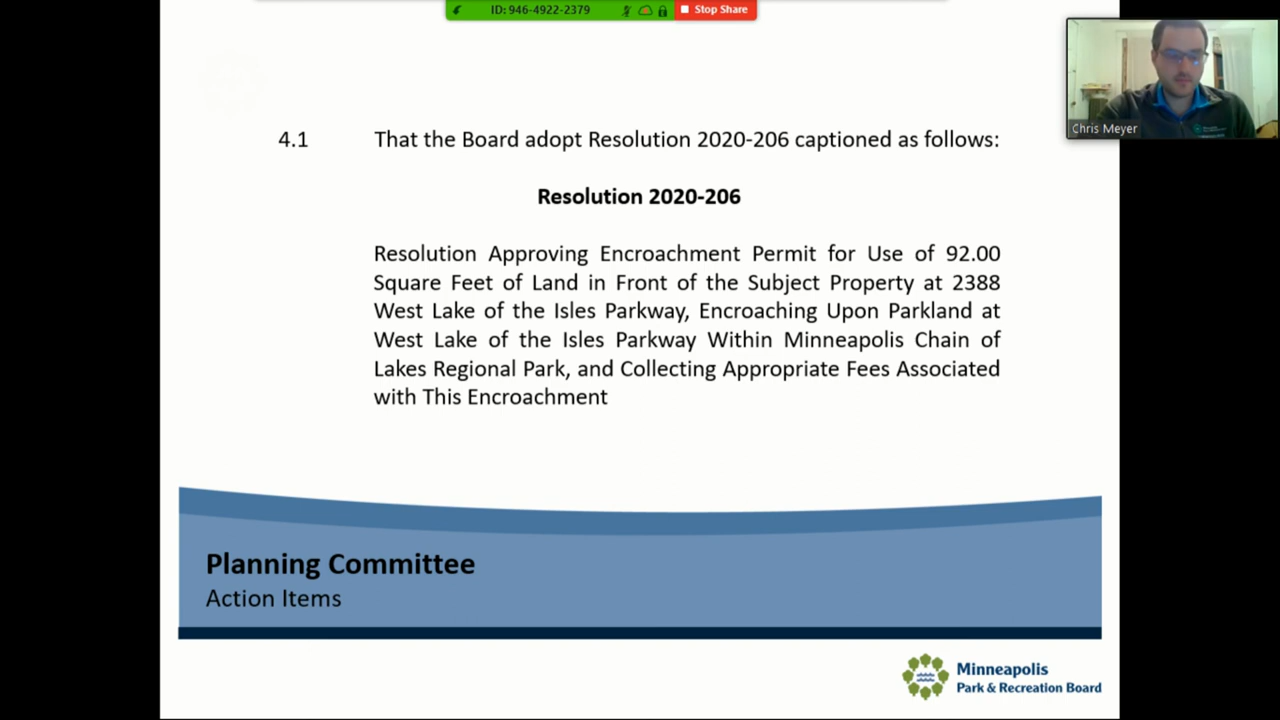 ID: 946-4922-2379
Stop Share
Chris Meyer
4.1 That the Board adopt Resolution 2020-206 captioned as follows:
Resolution 2020-206
Resolution Approving Encroachment Permit for Use of 92.00
Square Feet of Land in Front of the Subject Property at 2388
West Lake of the Isles Parkway, Encroaching Upon Parkland at
West Lake of the Isles Parkway Within Minneapolis Chain of
Lakes Regional Park, and Collecting Appropriate Fees Associated
with This Encroachment
Planning Committee
Action Items
Minneapolis
Park & Recreation Board